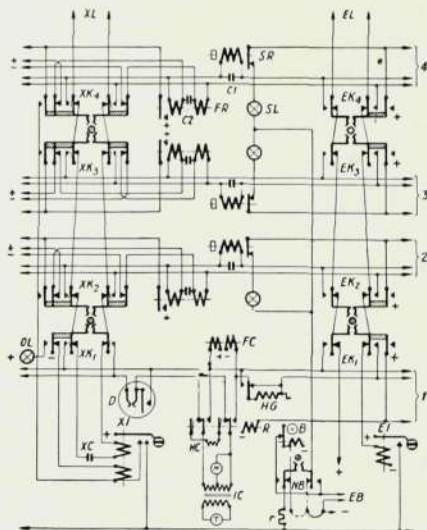 XL EL
4
SR
C1
XK4 C2 FR SL EK4
XK3 EK3
3
2
XK2 EK2
OL
XK1 FC EK1
1
D HG
XI R EI
XC HC B
IC NB
EB
T r